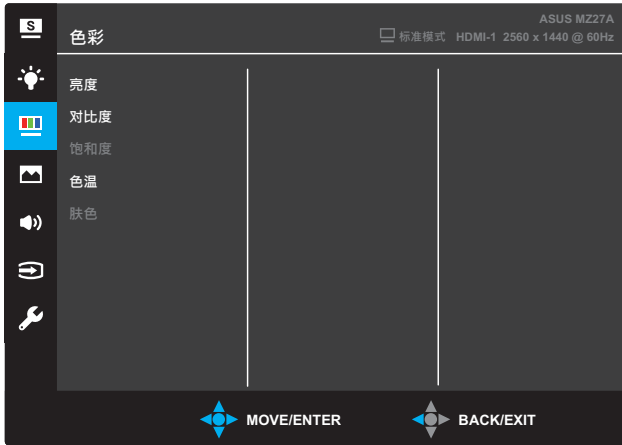 S
ASUS MZ27A
色彩
标准模式 HDMI-1 2560 x 1440 @ 60Hz
亮度
对比度
饱和度
色温
肤色
MOVE/ENTER
BACK/EXIT